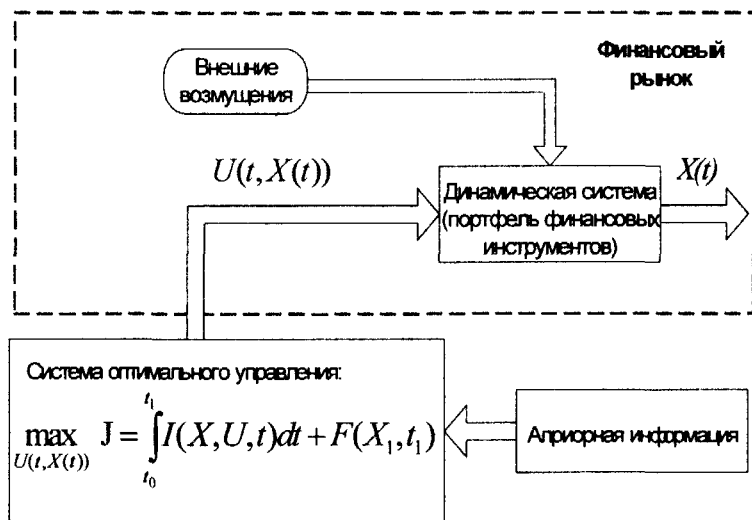 Финансовый
рынок
Внешние
возмущения
U(t, X(t))
X(t)
Динамическая система
(портфель финансовых
инструментов)
Система оптимального управления:
max J = ∫ I(X,U,t)dt + F(X₁,t₁)
U(t,X(t))
t₁
t₀
Априорная информация